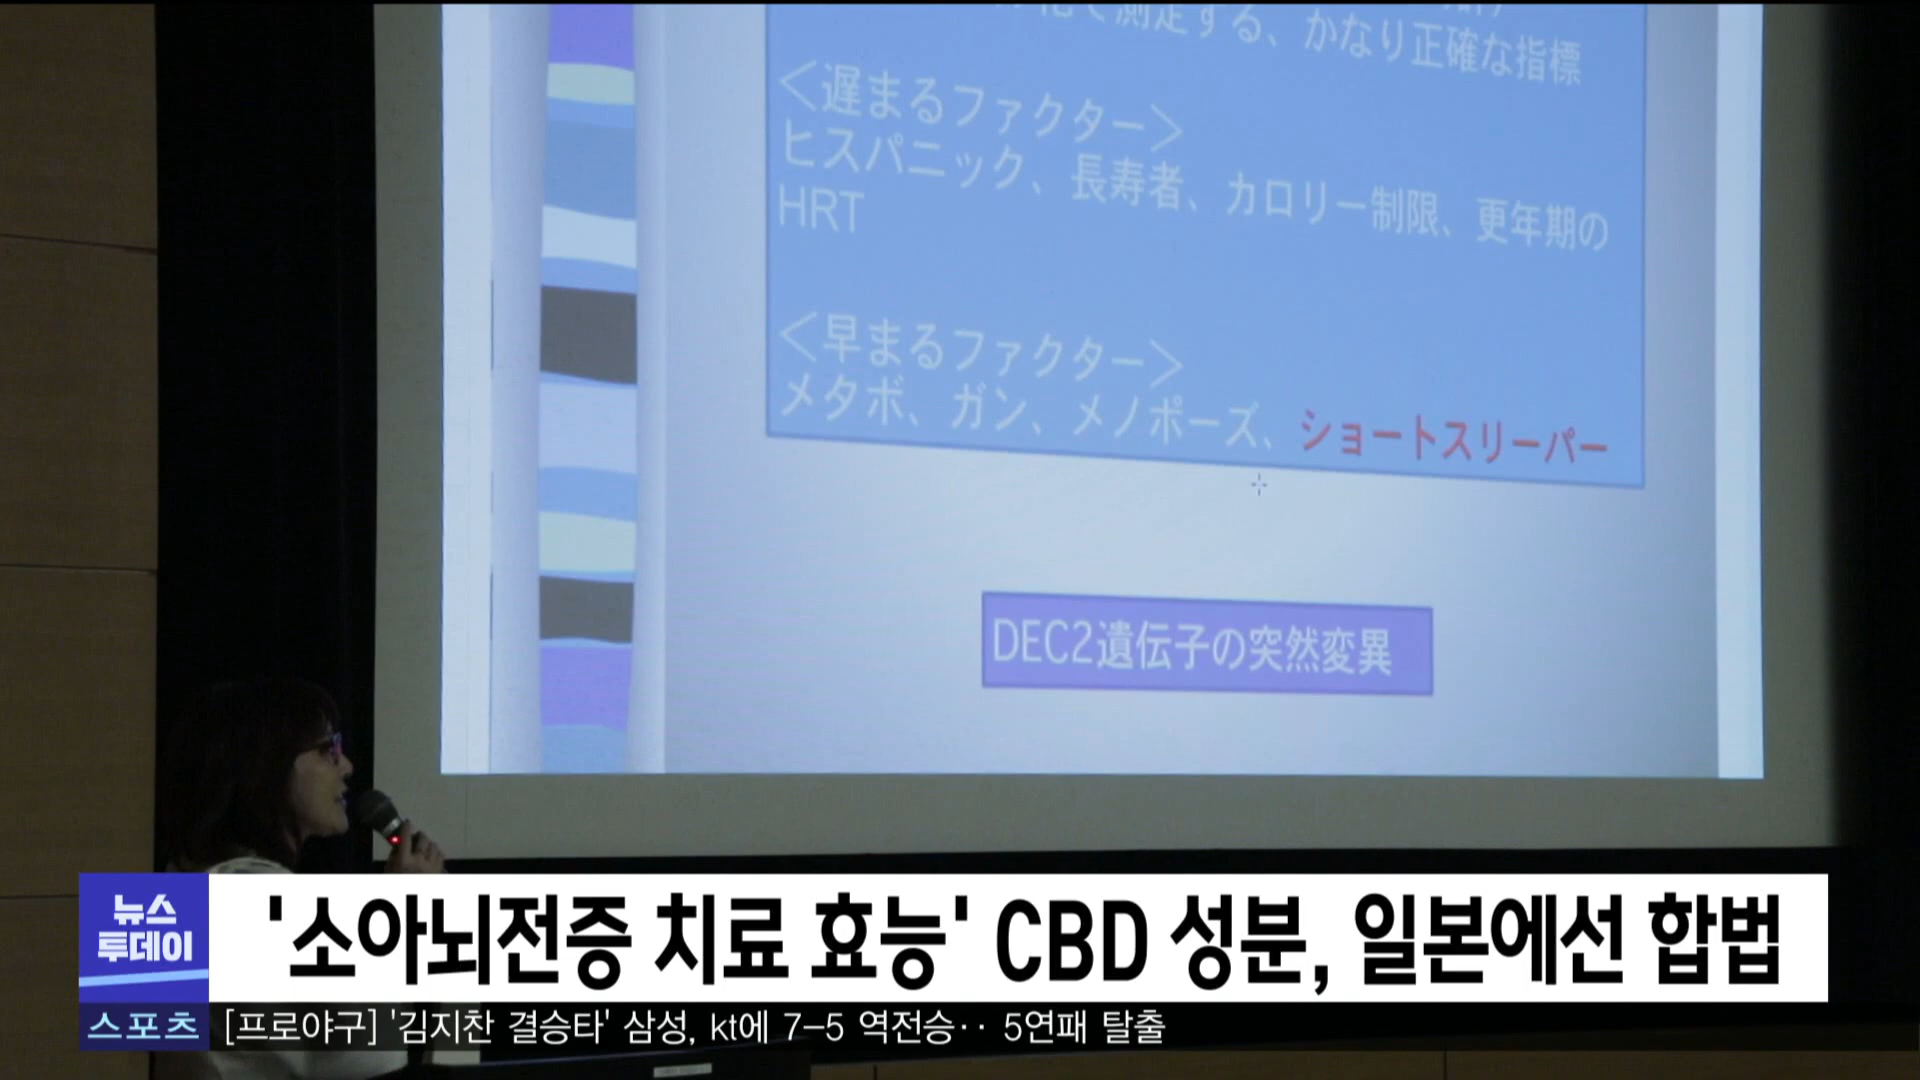 測定する、かなり正確な指標
＜遅まるファクター＞
ヒスパニック、長寿者、カロリー制限、更年期の
HRT
＜早まるファクター＞
メタボ、ガン、メノポーズ、ショートスリーパー
DEC2遺伝子の突然変異
뉴스
투데이
'소아뇌전증 치료 효능' CBD 성분, 일본에선 합법
스포츠 [프로야구] '김지찬 결승타' 삼성, kt에 7-5 역전승‥ 5연패 탈출